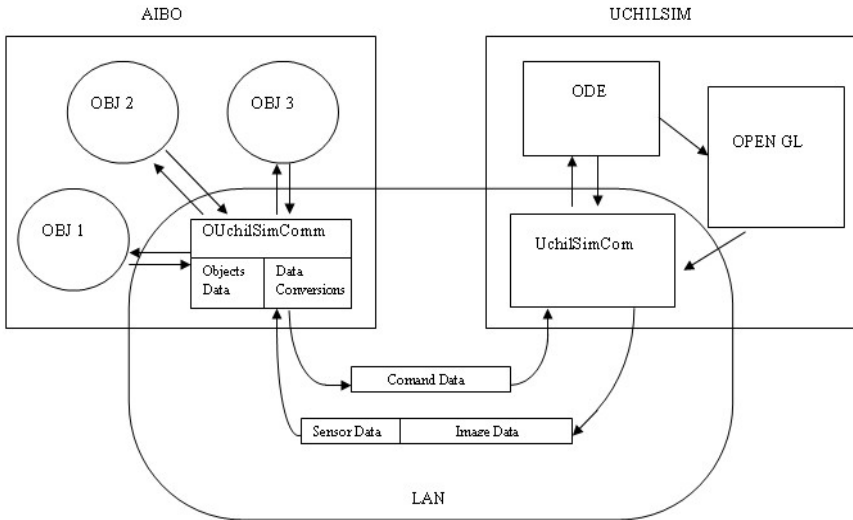 AIBO
UCHILSIM
OBJ 2
OBJ 3
ODE
OPEN GL
OBJ 1
OUchilSimComm
Objects
Data
Data
Conversions
UchilSimCom
Comand Data
Sensor Data
Image Data
LAN